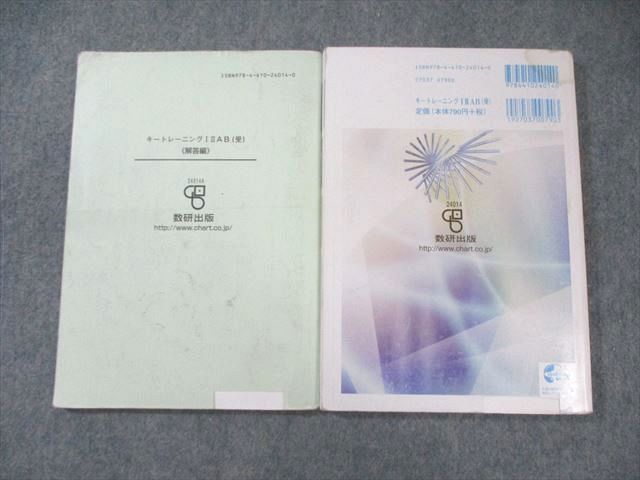 ISBN978-4-410-24014-0
キートレーニングⅠⅡAB(受)
〈解答編〉
24014A
数研出版
http://www.chart.co.jp/
ISBN978-4-410-24014-0
C7037 ¥790E
キートレーニングⅠⅡAB(受)
定価(本体790円+税)
9784410240140
1927037007903
24014
数研出版
http://www.chart.co.jp/